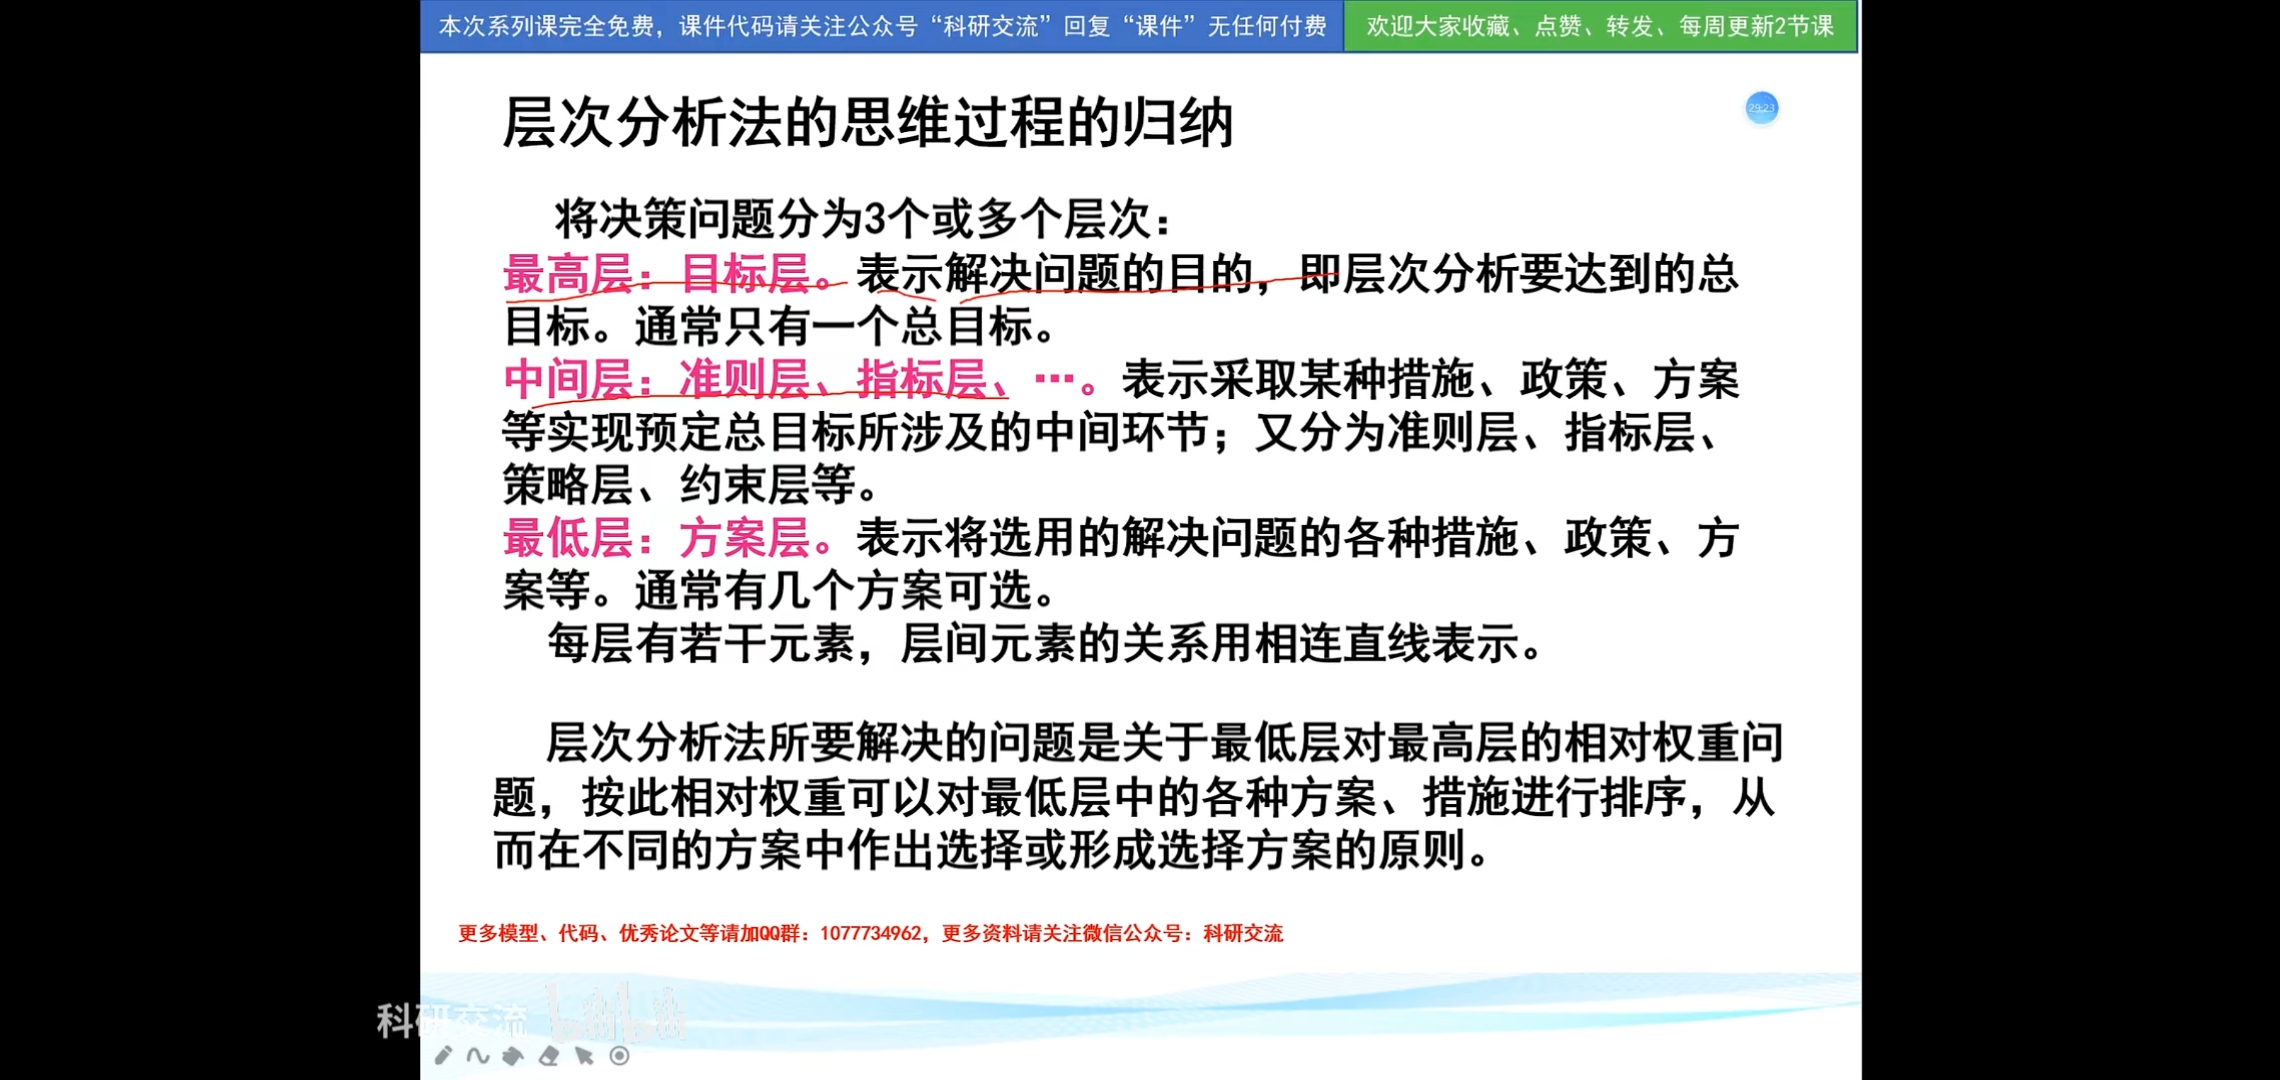 本次系列课完全免费，课件代码请关注公众号“科研交流”回复“课件”无任何付费
欢迎大家收藏、点赞、转发、每周更新2节课
层次分析法的思维过程的归纳
29:23
将决策问题分为3个或多个层次：
最高层：目标层。表示解决问题的目的，即层次分析要达到的总
目标。通常只有一个总目标。
中间层：准则层、指标层、…。表示采取某种措施、政策、方案
等实现预定总目标所涉及的中间环节；又分为准则层、指标层、
策略层、约束层等。
最低层：方案层。表示将选用的解决问题的各种措施、政策、方
案等。通常有几个方案可选。
每层有若干元素，层间元素的关系用相连直线表示。
层次分析法所要解决的问题是关于最低层对最高层的相对权重问
题，按此相对权重可以对最低层中的各种方案、措施进行排序，从
而在不同的方案中作出选择或形成选择方案的原则。
更多模型、代码、优秀论文等请加QQ群：1077734962，更多资料请关注微信公众号：科研交流
科研交流 bilibili